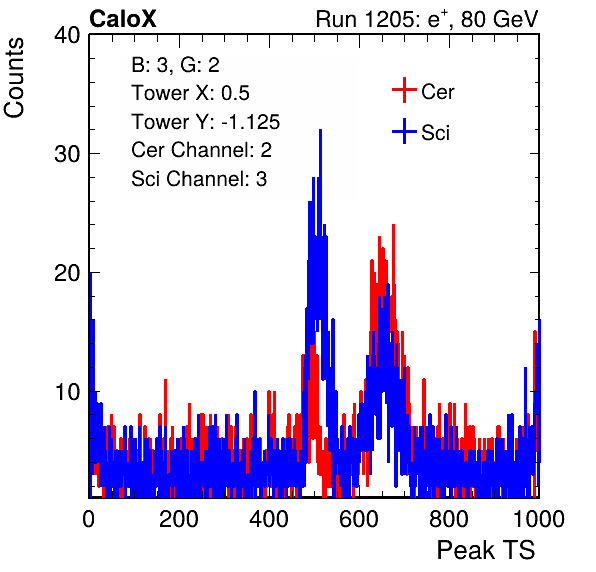 CaloX Run 1205: e⁺, 80 GeV
Counts
40
30
20
10
B: 3, G: 2
Tower X: 0.5
Tower Y: -1.125
Cer Channel: 2
Sci Channel: 3
Cer
Sci
0 200 400 600 800 1000
Peak TS